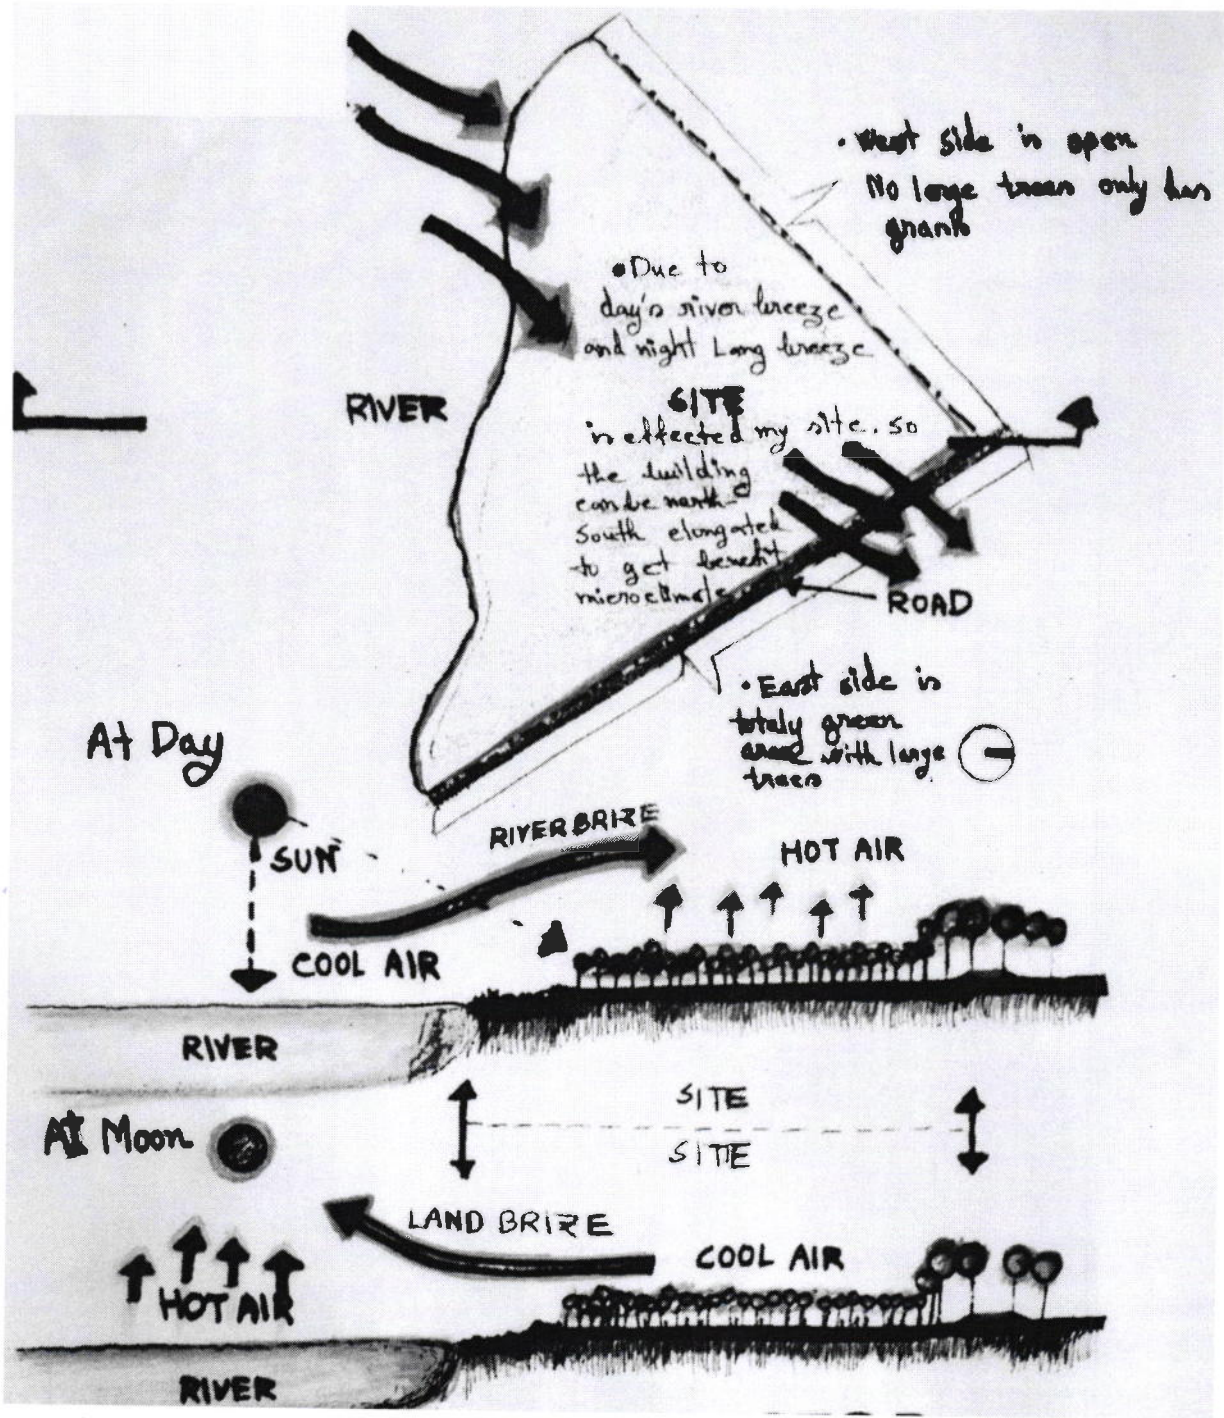 • West side is open
No large trees only has
grass
• Due to
day's river breeze
and night Lang breeze
RIVER
SITE
is effected my site. so
the building
can be north-
South elongated
to get benefit
microclimate
ROAD
• East side is
totaly green
area with large
trees
At Day
SUN
RIVER BRIZE
HOT AIR
COOL AIR
RIVER
SITE
At Moon
SITE
LAND BRIZE
COOL AIR
HOT AIR
RIVER